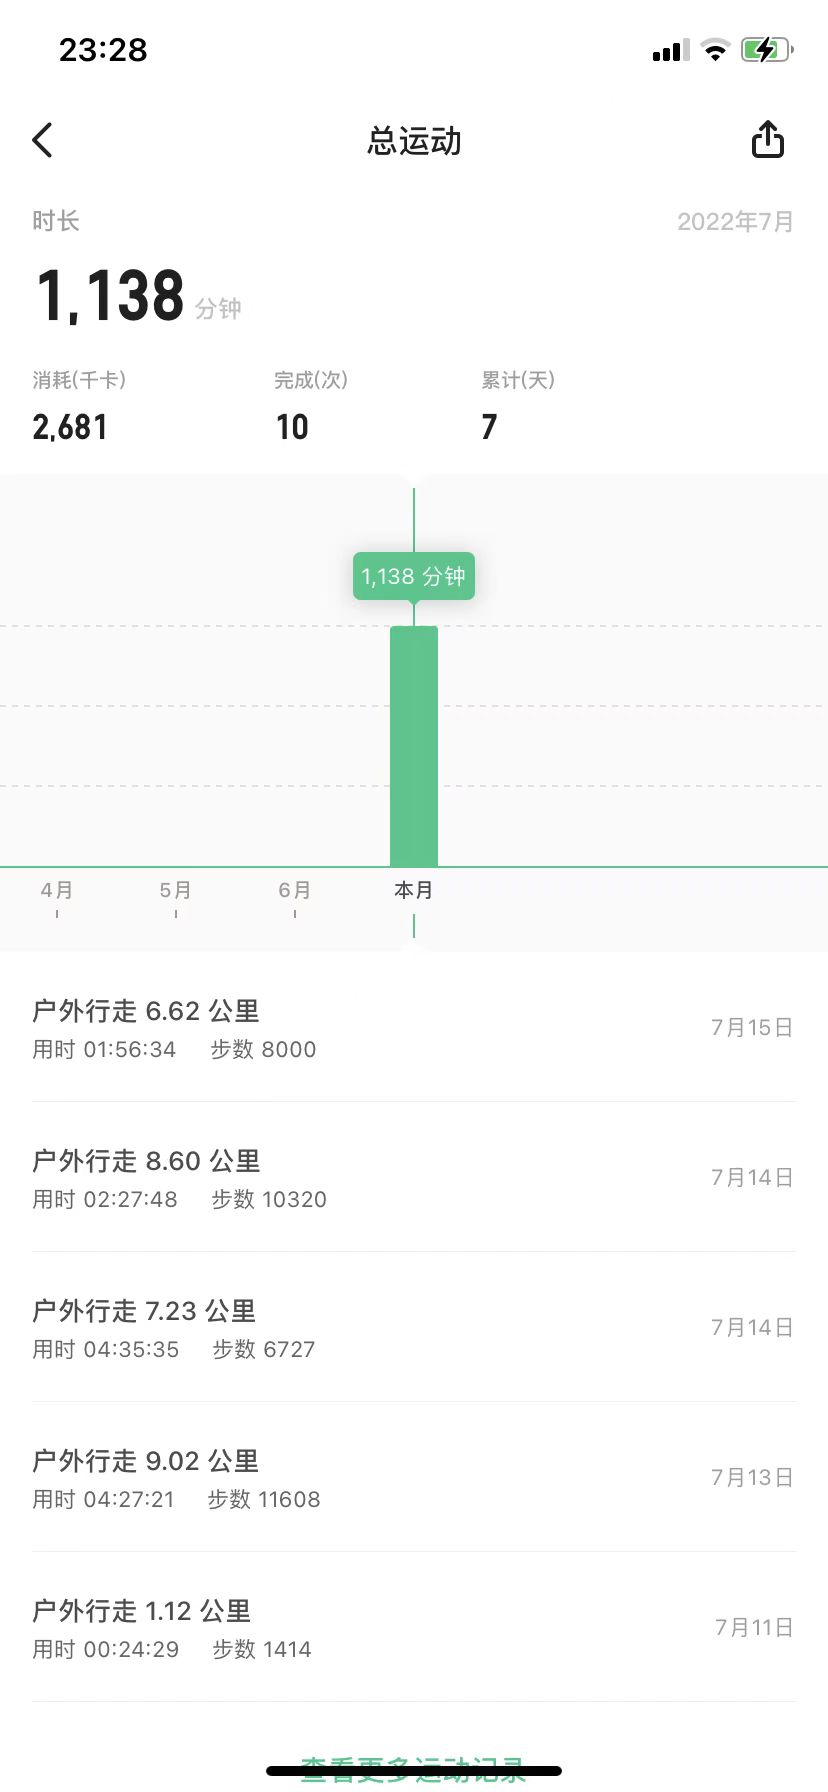 23:28
总运动
时长
2022年7月
1,138 分钟
消耗(千卡) 完成(次) 累计(天)
2,681 10 7
1,138 分钟
4月 5月 6月 本月
户外行走 6.62 公里
用时 01:56:34 步数 8000
7月15日
户外行走 8.60 公里
用时 02:27:48 步数 10320
7月14日
户外行走 7.23 公里
用时 04:35:35 步数 6727
7月14日
户外行走 9.02 公里
用时 04:27:21 步数 11608
7月13日
户外行走 1.12 公里
用时 00:24:29 步数 1414
7月11日
查看更多运动记录